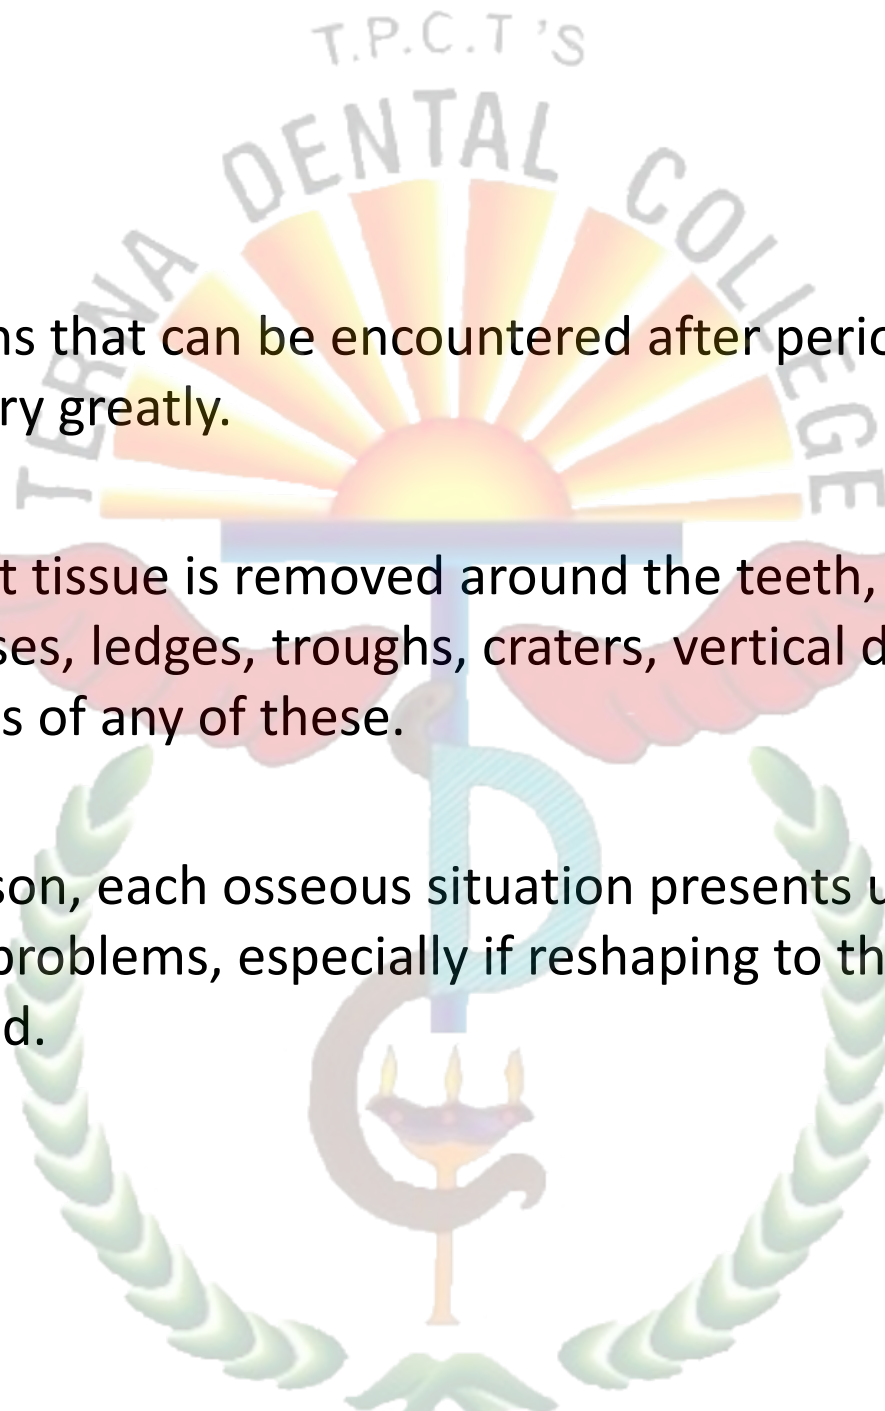 T.P.C.T'S
TERNA DENTAL COLLEGE
ns that can be encountered after perio
ry greatly.
t tissue is removed around the teeth,
ses, ledges, troughs, craters, vertical d
s of any of these.
son, each osseous situation presents u
problems, especially if reshaping to th
d.